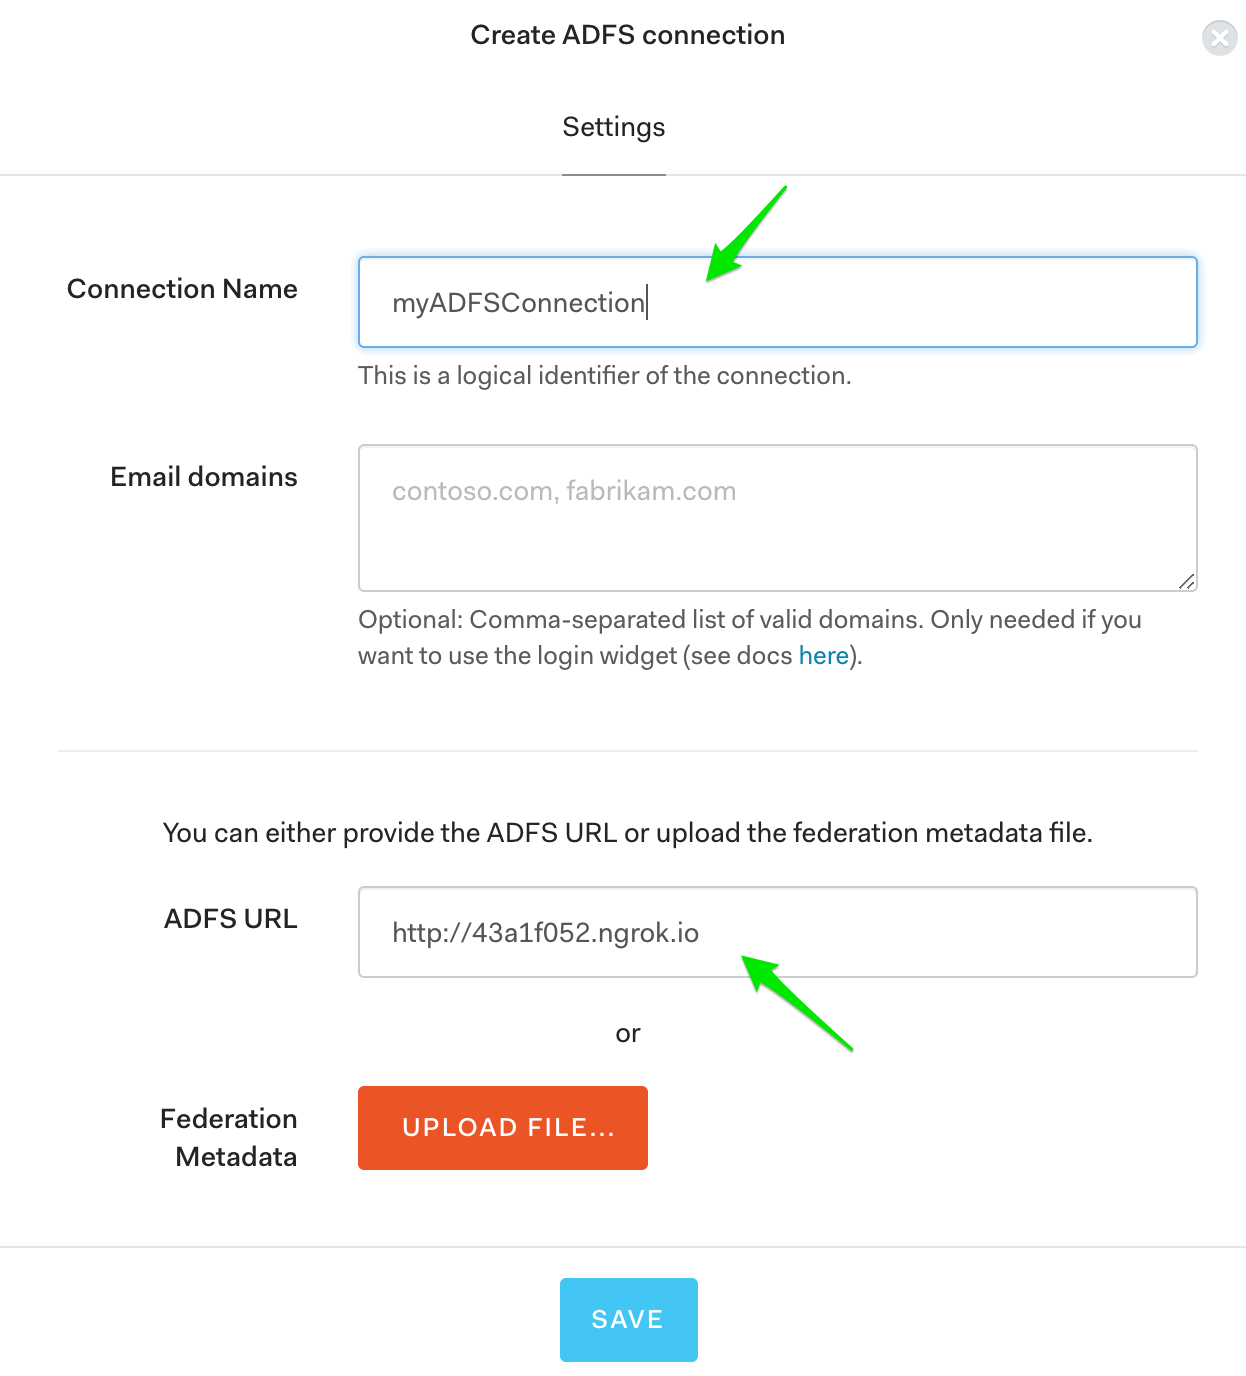 Create ADFS connection
Settings
Connection Name
myADFSConnection
This is a logical identifier of the connection.
Email domains
contoso.com, fabrikam.com
Optional: Comma-separated list of valid domains. Only needed if you
want to use the login widget (see docs here).
You can either provide the ADFS URL or upload the federation metadata file.
ADFS URL
http://43a1f052.ngrok.io
or
Federation
Metadata
UPLOAD FILE...
SAVE